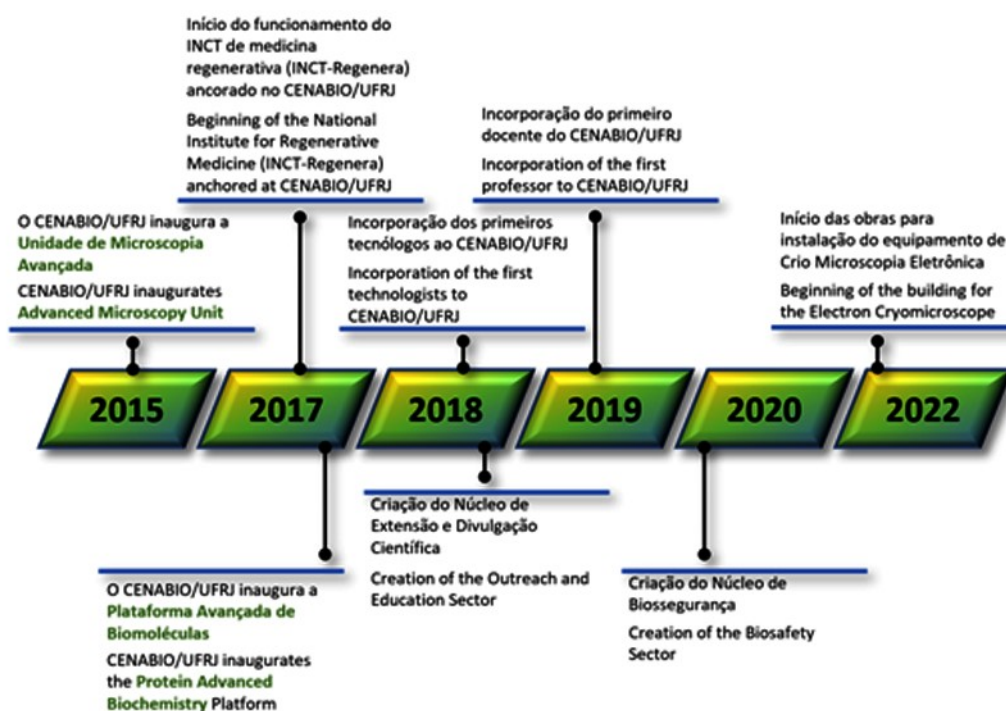 O CENABIO/UFRJ inaugura a
Unidade de Microscopia
Avançada
CENABIO/UFRJ inaugurates
Advanced Microscopy Unit
Início do funcionamento do
INCT de medicina
regenerativa (INCT-Regenera)
ancorado no CENABIO/UFRJ
Beginning of the National
Institute for Regenerative
Medicine (INCT-Regenera)
anchored at CENABIO/UFRJ
Incorporação dos primeiros
tecnólogos ao CENABIO/UFRJ
Incorporation of the first
technologists to
CENABIO/UFRJ
Incorporação do primeiro
docente do CENABIO/UFRJ
Incorporation of the first
professor to CENABIO/UFRJ
Início das obras para
instalação do equipamento de
Crio Microscopia Eletrônica
Beginning of the building for
the Electron Cryomicroscope
2015
2017
2018
2019
2020
2022
O CENABIO/UFRJ inaugura a
Plataforma Avançada de
Biomoléculas
CENABIO/UFRJ inaugurates
the Protein Advanced
Biochemistry Platform
Criação do Núcleo de
Extensão e Divulgação
Científica
Creation of the Outreach and
Education Sector
Criação do Núcleo de
Biossegurança
Creation of the Biosafety
Sector